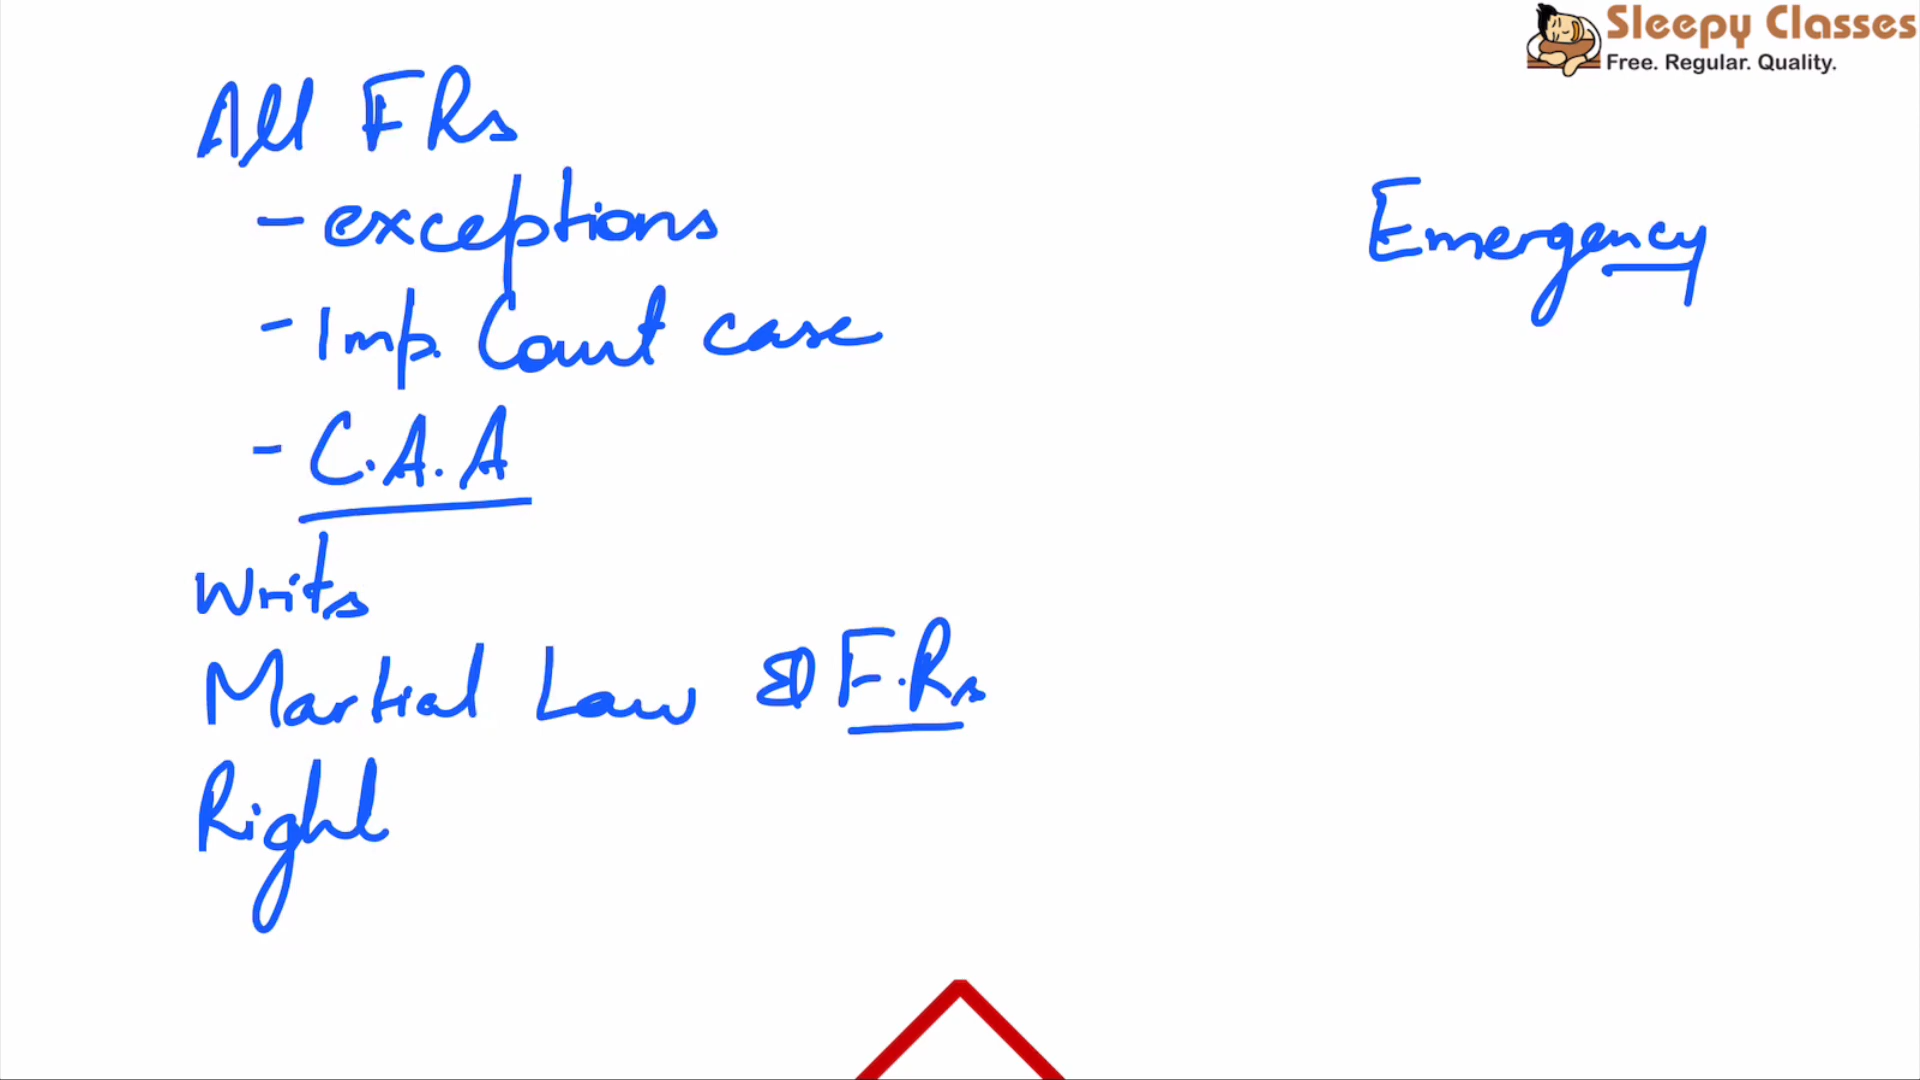 Sleepy Classes
Free. Regular. Quality.
All FRs
- exceptions
Emergency
- Imp. Court case
- C.A.A
Writs
Martial Law & F.Rs
Right